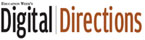 EDUCATION WEEK'S
Digital Directions